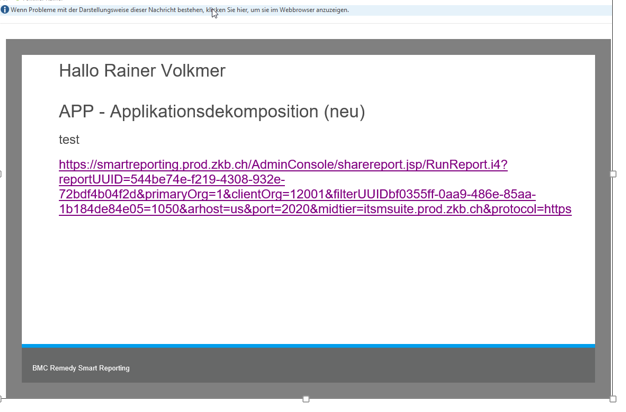 Wenn Probleme mit der Darstellungsweise dieser Nachricht bestehen, klicken Sie hier, um sie im Webbrowser anzuzeigen.
Hallo Rainer Volkmer
APP - Applikationsdekomposition (neu)
test
https://smartreporting.prod.zkb.ch/AdminConsole/sharereport.jsp/RunReport.i4?
reportUUID=544be74e-f219-4308-932e-
72bdf4b04f2d&primaryOrg=1&clientOrg=12001&filterUUIDbf0355ff-0aa9-486e-85aa-
1b184de84e05=1050&arhost=us&port=2020&midtier=itsmsuite.prod.zkb.ch&protocol=https
BMC Remedy Smart Reporting